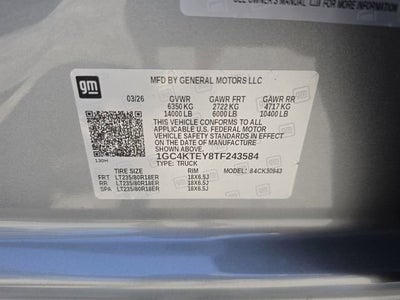 SEE OWNER'S MANUAL
gm
MFD BY GENERAL MOTORS LLC
03/26 GVWR GAWR FRT GAWR RR
6350 KG 2722 KG 4717 KG
14000 LB 6000 LB 10400 LB
THIS VEHICLE CONFORMS TO ALL
APPLICABLE U.S. FEDERAL MOTOR
VEHICLE SAFETY STANDARDS IN EFFECT
ON THE DATE OF MANUFACTURE
SHOWN ABOVE.
1GC4KTEY8TF243584
TYPE: TRUCK
TIRE SIZE RIM MODEL: 84CK30943
FRT LT235/80R18ER 18X6.5J
RR LT235/80R18ER 18X6.5J
SPA LT235/80R18ER 18X6.5J